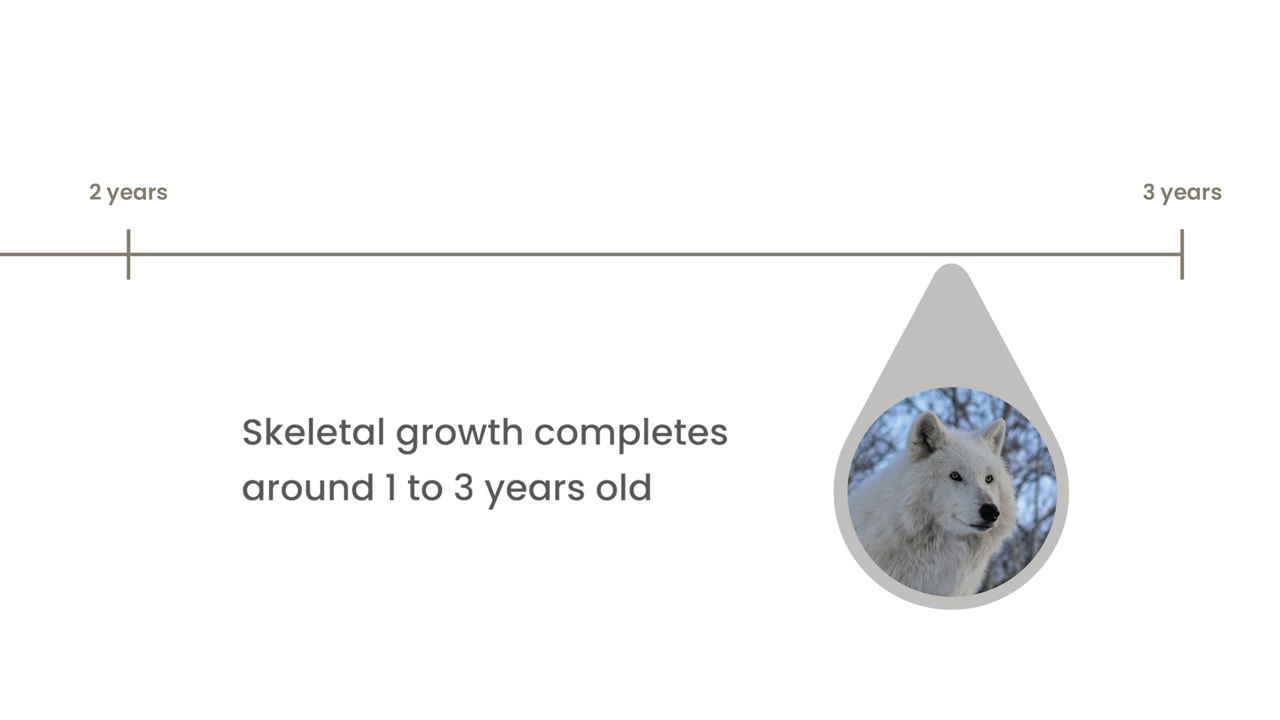 2 years
3 years
Skeletal growth completes
around 1 to 3 years old